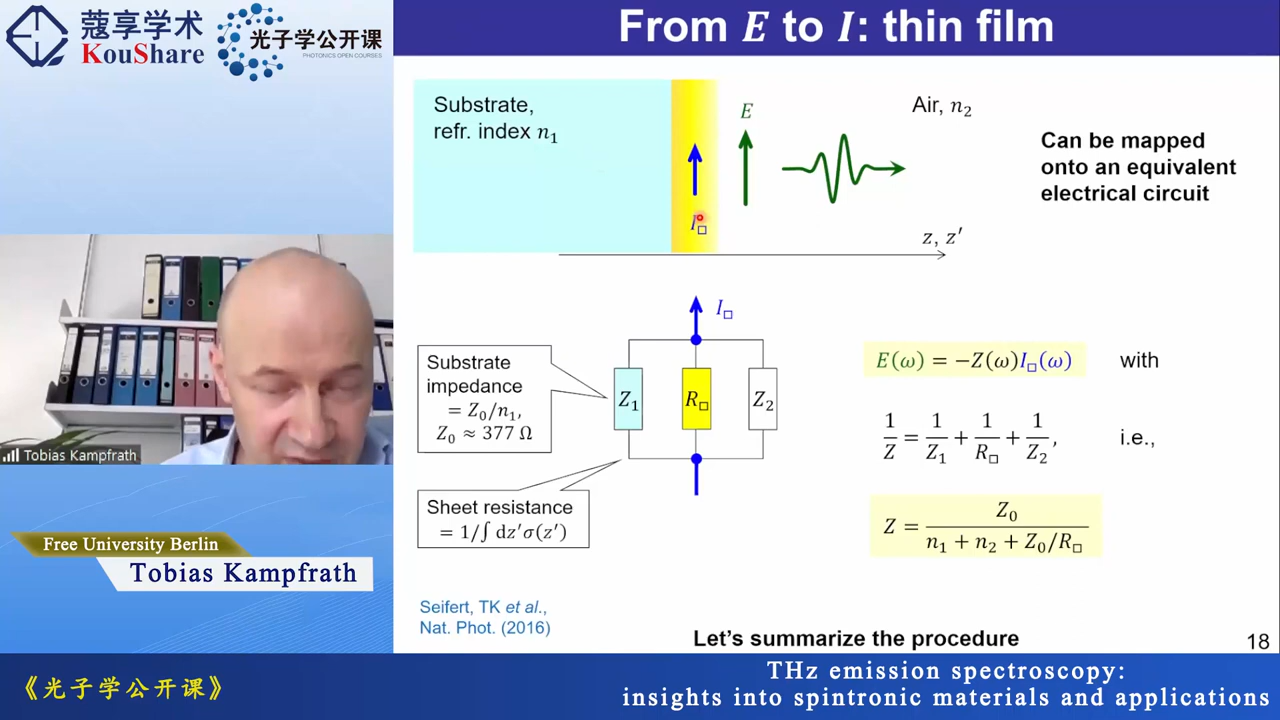 蔻享学术
KouShare
光子学公开课
PHOTONICS OPEN COURSES
From E to I: thin film
Substrate,
refr. index n₁
E
Air, n₂
I□
z, z′
Can be mapped
onto an equivalent
electrical circuit
I□
Substrate
impedance
= Z₀/n₁,
Z₀ ≈ 377 Ω
Z₁
R□
Z₂
Sheet resistance
= 1/∫ dz′σ(z′)
E(ω) = −Z(ω)I□(ω) with
1/Z = 1/Z₁ + 1/R□ + 1/Z₂, i.e.,
Z = Z₀/(n₁ + n₂ + Z₀/R□)
Seifert, TK et al.,
Nat. Phot. (2016)
Let's summarize the procedure
18
Tobias Kampfrath
Free University Berlin
Tobias Kampfrath
《光子学公开课》
THz emission spectroscopy:
insights into spintronic materials and applications